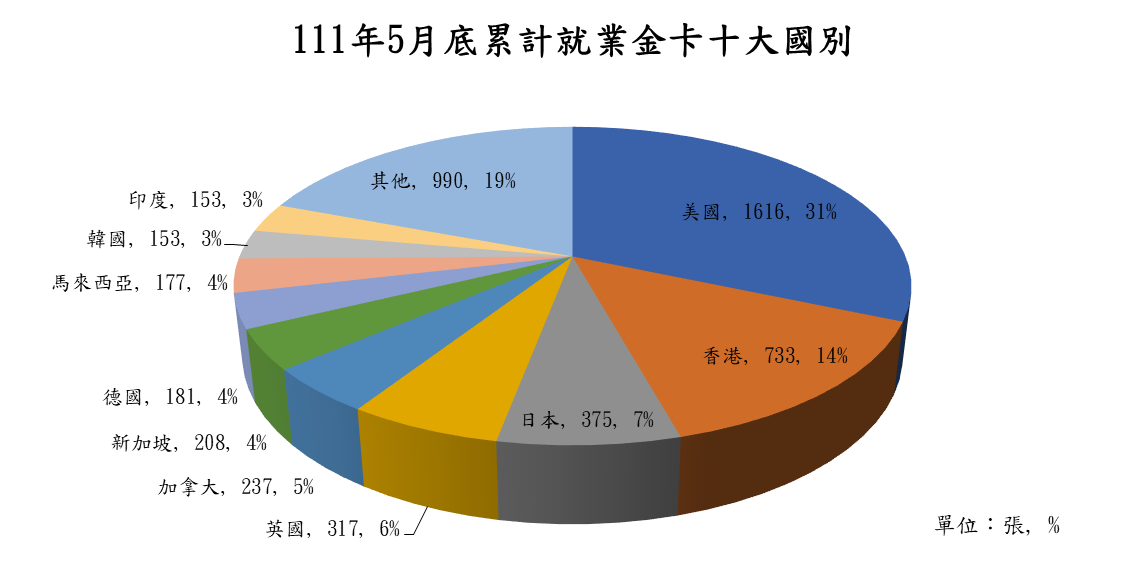 111年5月底累計就業金卡十大國別
其他, 990, 19%
美國, 1616, 31%
印度, 153, 3%
韓國, 153, 3%
馬來西亞, 177, 4%
香港, 733, 14%
德國, 181, 4%
日本, 375, 7%
新加坡, 208, 4%
加拿大, 237, 5%
英國, 317, 6%
單位：張, %